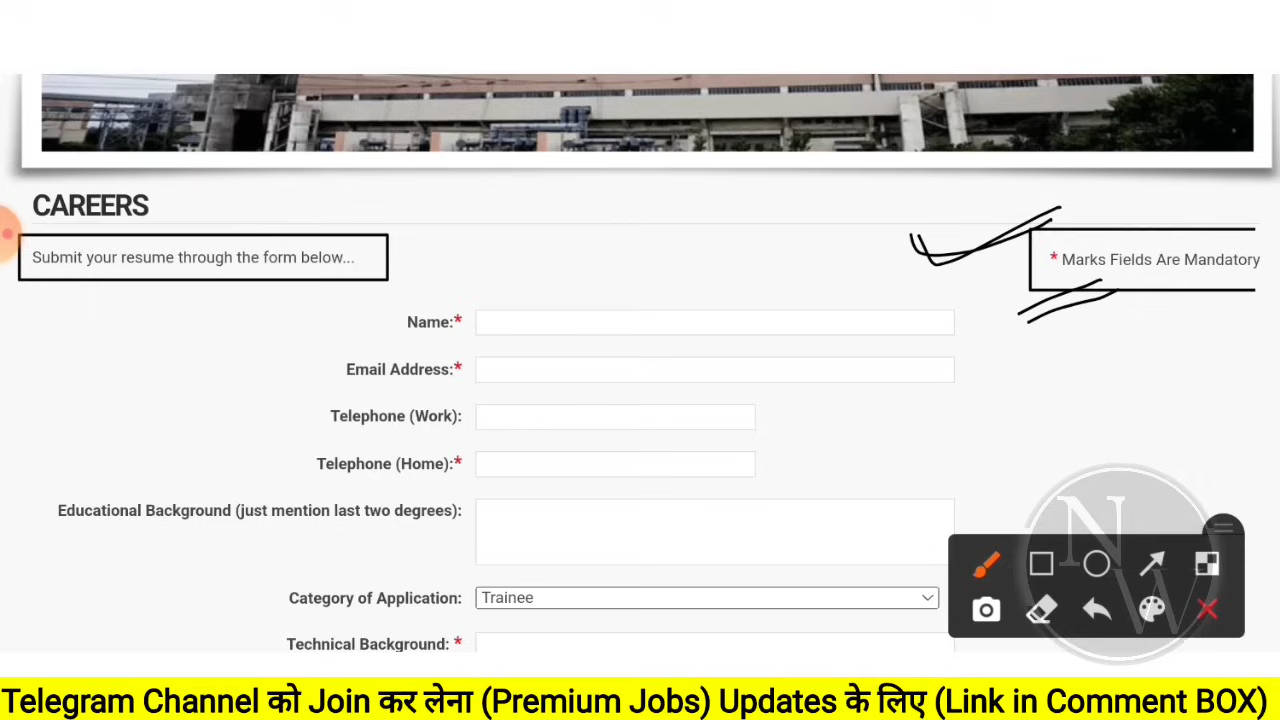 CAREERS
Submit your resume through the form below...
* Marks Fields Are Mandatory
Name:*
Email Address:*
Telephone (Work):
Telephone (Home):*
Educational Background (just mention last two degrees):
Category of Application: Trainee
Technical Background: *
N
W
Telegram Channel को Join कर लेना (Premium Jobs) Updates के लिए (Link in Comment BOX)